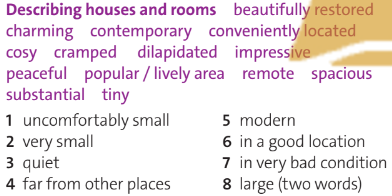 Describing houses and rooms beautifully restored
charming contemporary conveniently located
cosy cramped dilapidated impressive
peaceful popular / lively area remote spacious
substantial tiny
1 uncomfortably small
2 very small
3 quiet
4 far from other places
5 modern
6 in a good location
7 in very bad condition
8 large (two words)